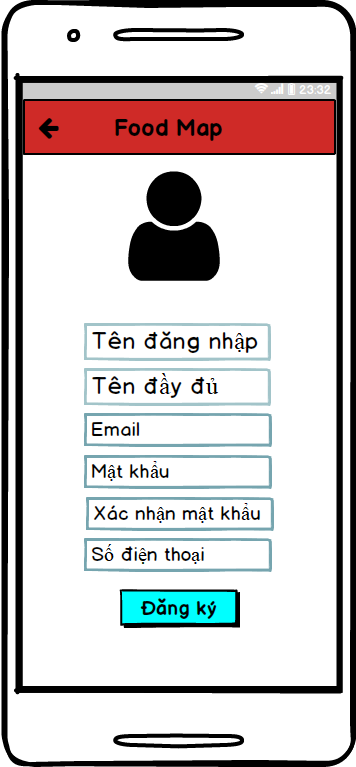 23:32
Food Map
Tên đăng nhập
Tên đầy đủ
Email
Mật khẩu
Xác nhận mật khẩu
Số điện thoại
Đăng ký